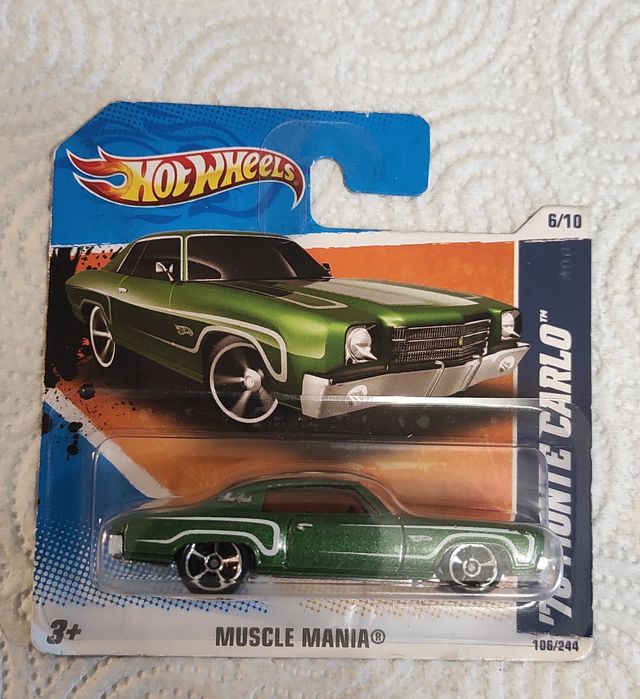 HOT WHEELS
6/10
'70 MONTE CARLO™
3+
MUSCLE MANIA®
106/244